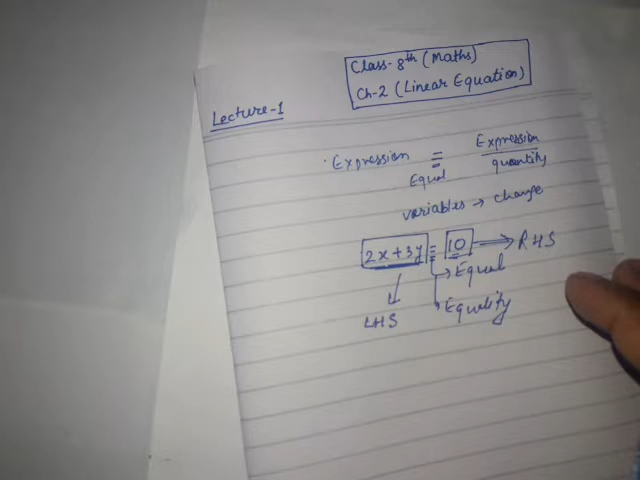 Class-8th (Maths)
Ch-2 (Linear Equation)
Lecture-1
Expression = Expression
Equal quantity
variables → change
2x+3y = 10 → RHS
→ Equal
LHS → Equality